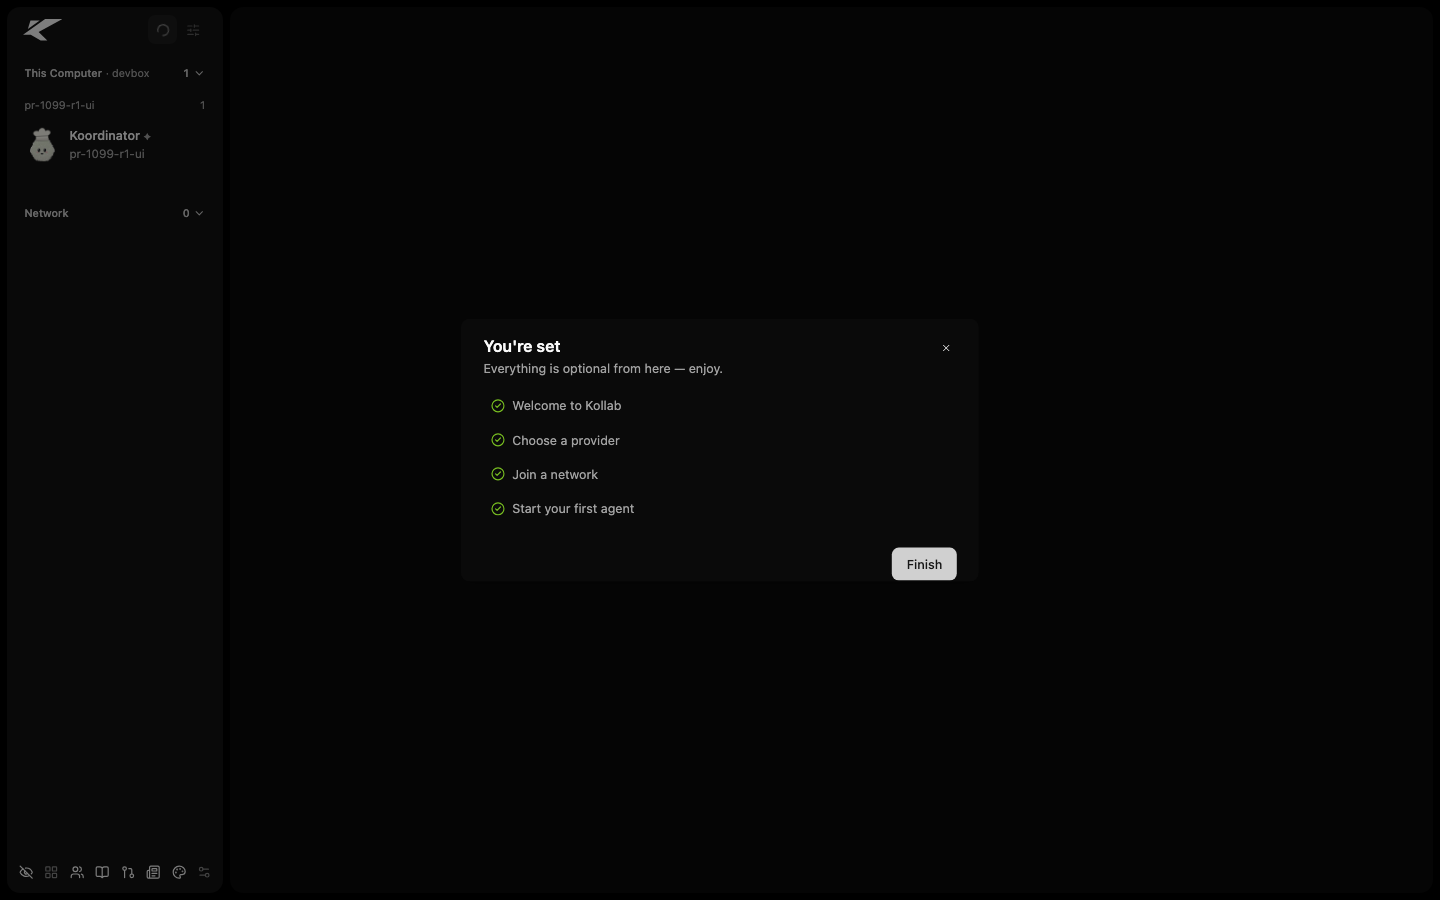 This Computer · devbox 1
pr-1099-r1-ui 1
Koordinator
pr-1099-r1-ui
Network 0
You're set
Everything is optional from here — enjoy.
Welcome to Kollab
Choose a provider
Join a network
Start your first agent
Finish